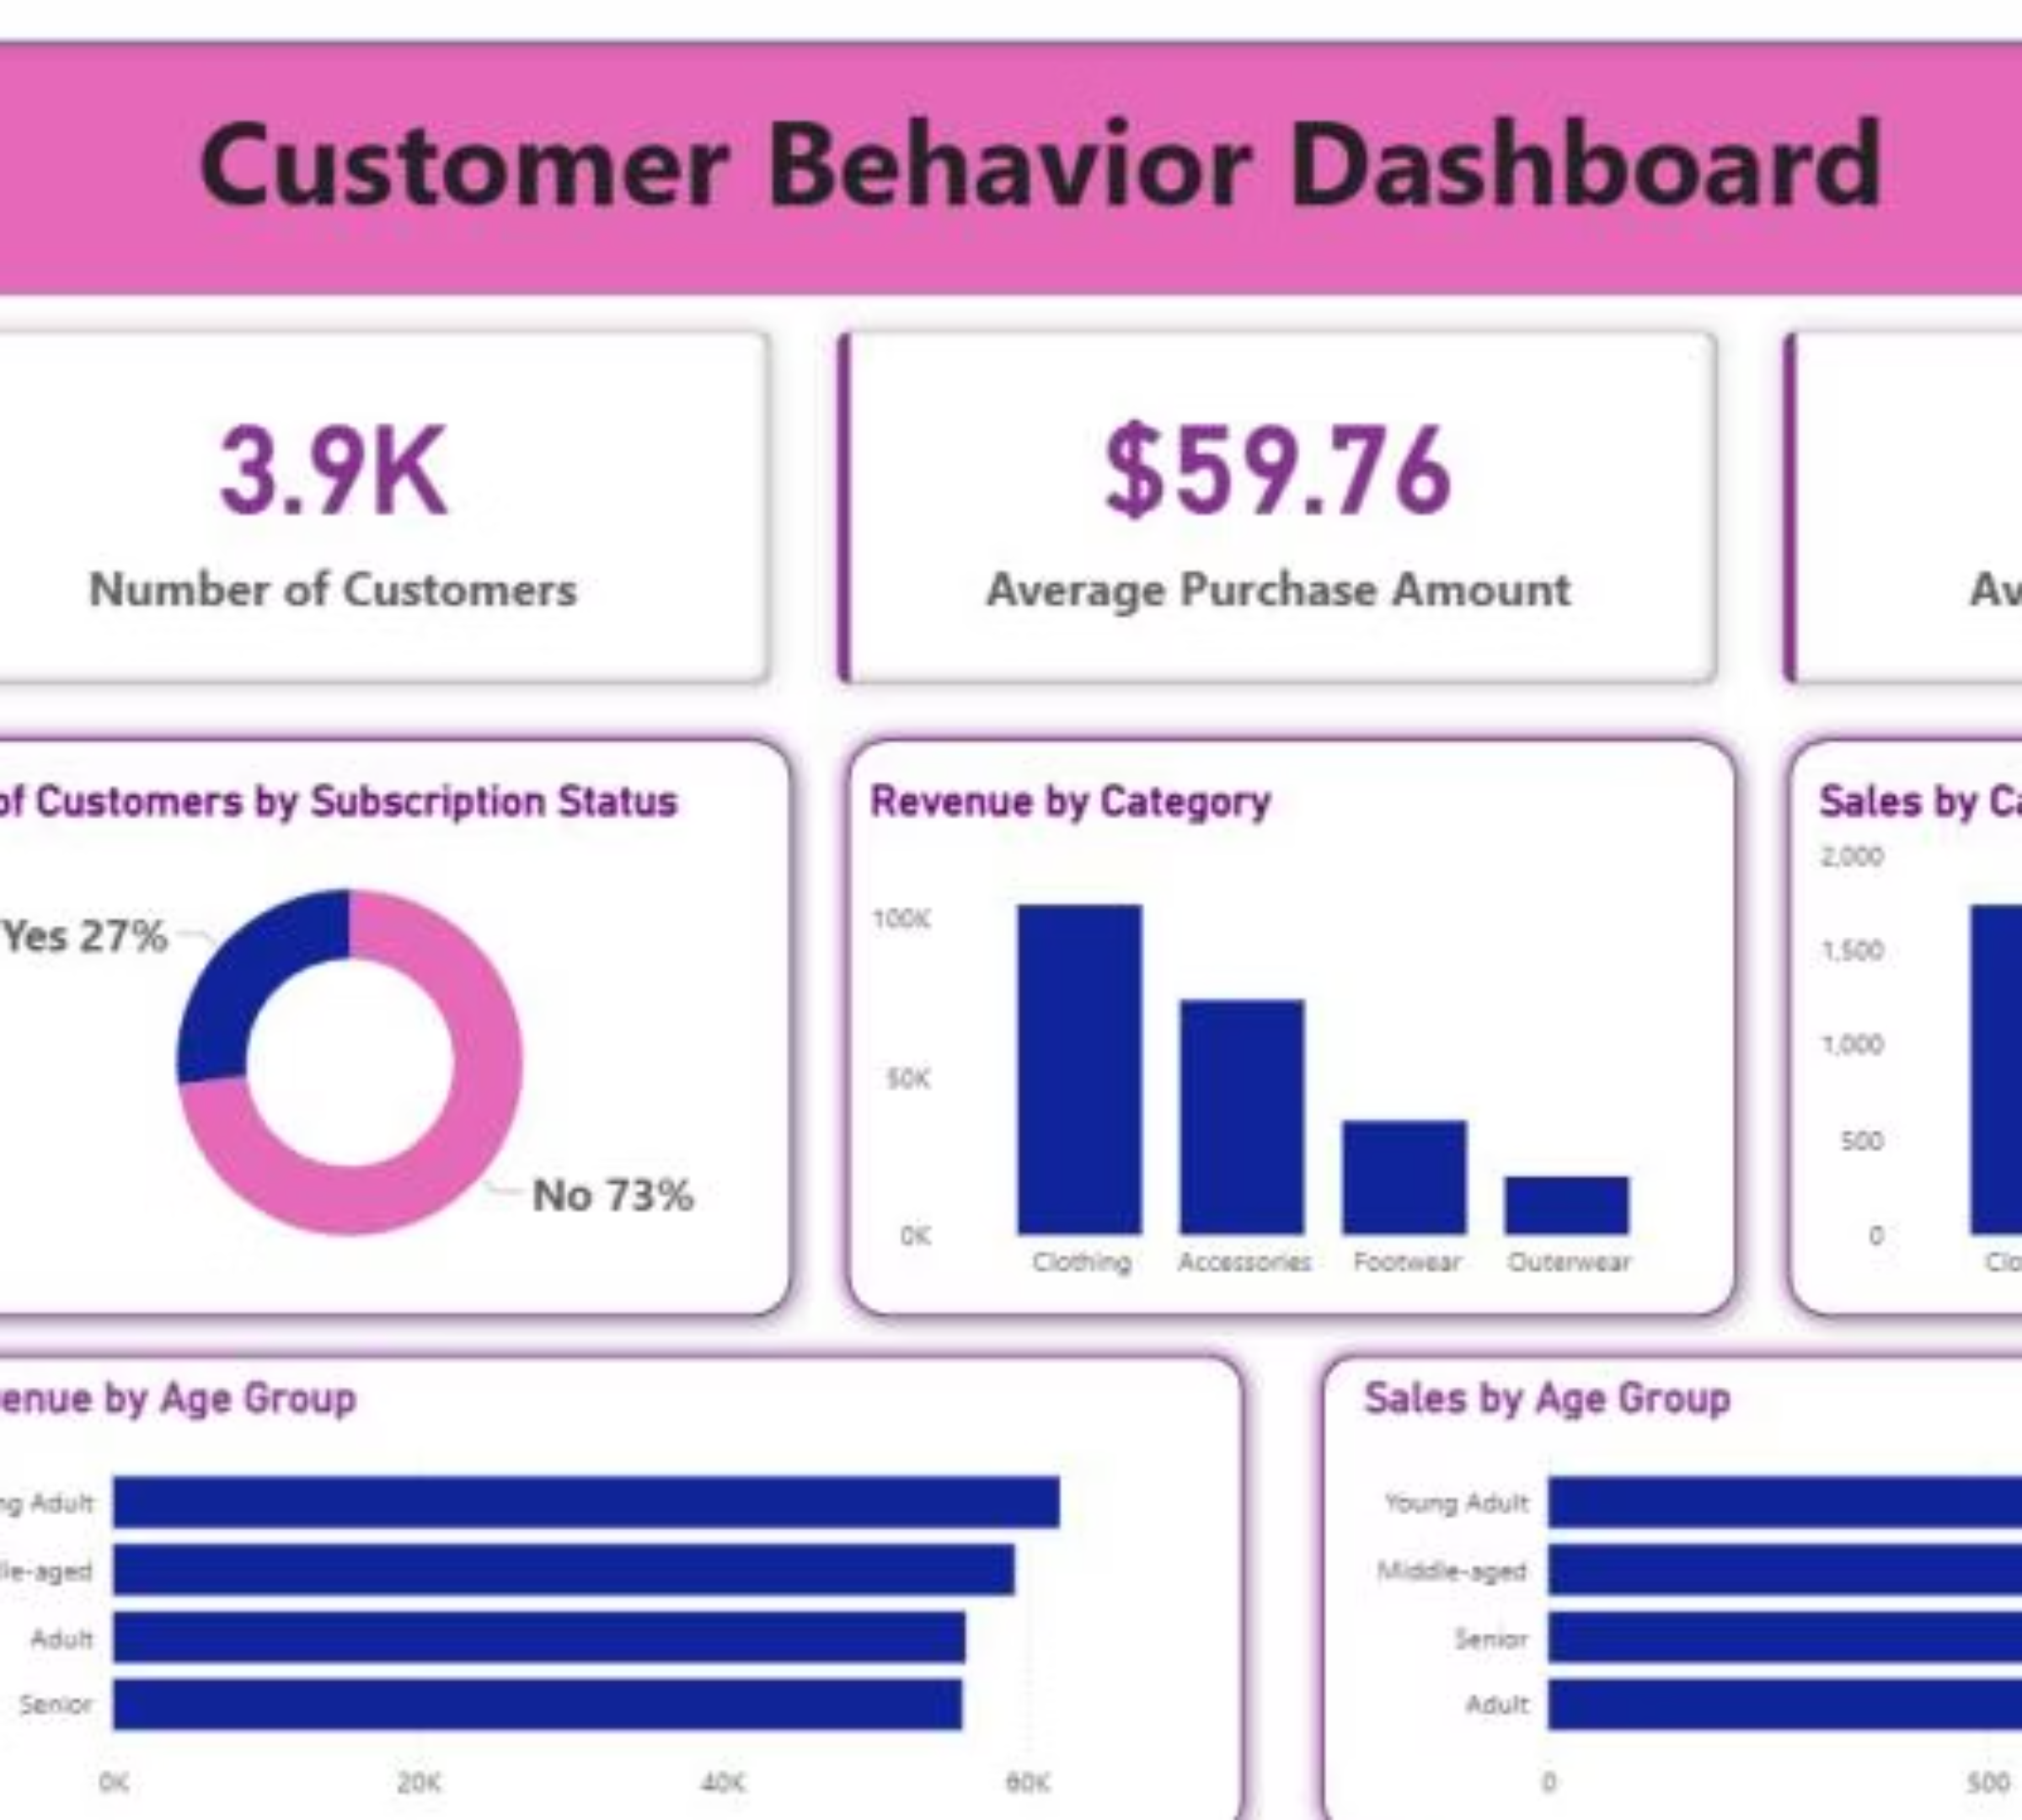 Customer Behavior Dashboard
3.9K
Number of Customers
$59.76
Average Purchase Amount
Av
of Customers by Subscription Status
Yes 27%
No 73%
Revenue by Category
100K
50K
0K
Clothing Accessories Footwear Outerwear
Sales by Ca
2,000
1,500
1,000
500
0
Clo
enue by Age Group
ng Adult
le-aged
Adult
Senior
0K 20K 40K 60K
Sales by Age Group
Young Adult
Middle-aged
Senior
Adult
0 500